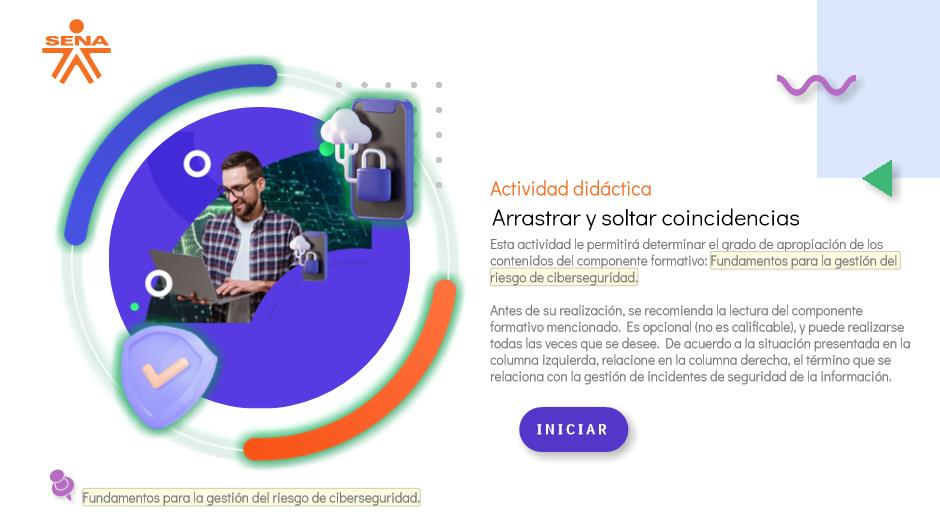 SENA
Actividad didáctica
Arrastrar y soltar coincidencias
Esta actividad le permitirá determinar el grado de apropiación de los
contenidos del componente formativo: Fundamentos para la gestión del
riesgo de ciberseguridad.
Antes de su realización, se recomienda la lectura del componente
formativo mencionado. Es opcional (no es calificable), y puede realizarse
todas las veces que se desee. De acuerdo a la situación presentada en la
columna izquierda, relacione en la columna derecha, el término que se
relaciona con la gestión de incidentes de seguridad de la información.
INICIAR
Fundamentos para la gestión del riesgo de ciberseguridad.